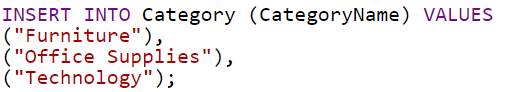 INSERT INTO Category (CategoryName) VALUES
("Furniture"),
("Office Supplies"),
("Technology");